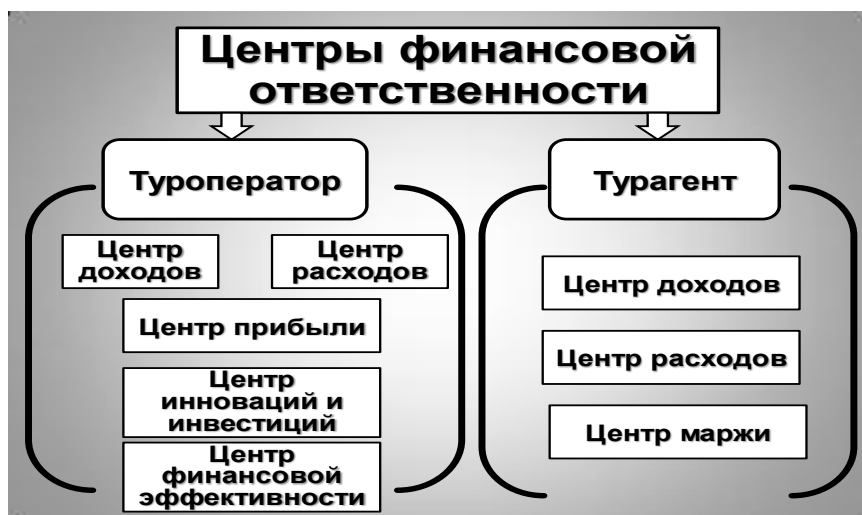 Центры финансовой
ответственности
Туроператор
Центр
доходов
Центр
расходов
Центр прибыли
Центр
инноваций и
инвестиций
Центр
финансовой
эффективности
Турагент
Центр доходов
Центр расходов
Центр маржи